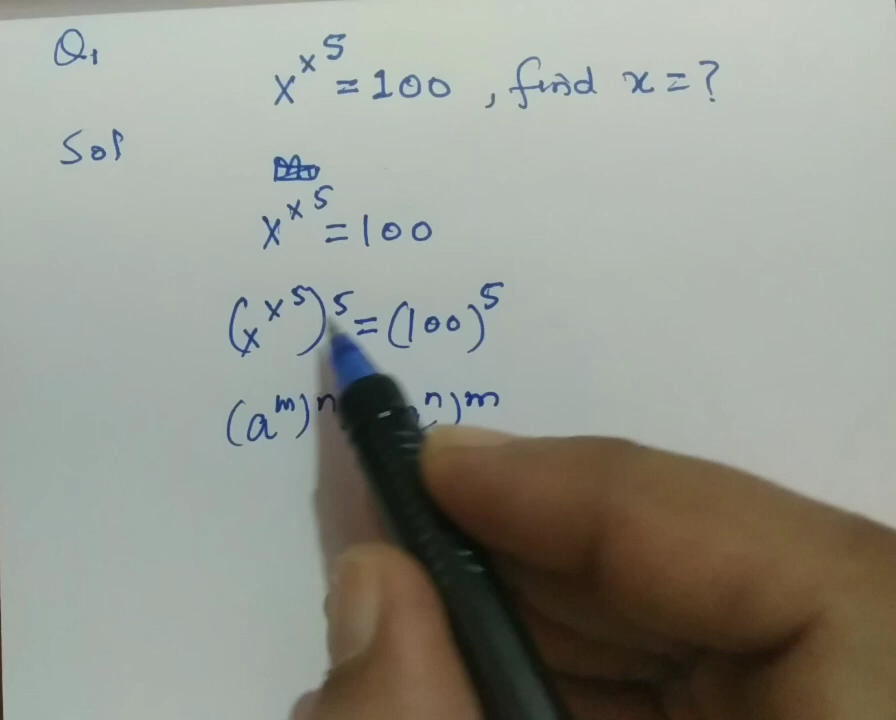 Q1
x^x^5 = 100 , find x = ?
Sol
x^x^5 = 100
(x^x^5)^5 = (100)^5
(a^m)^n n)^m